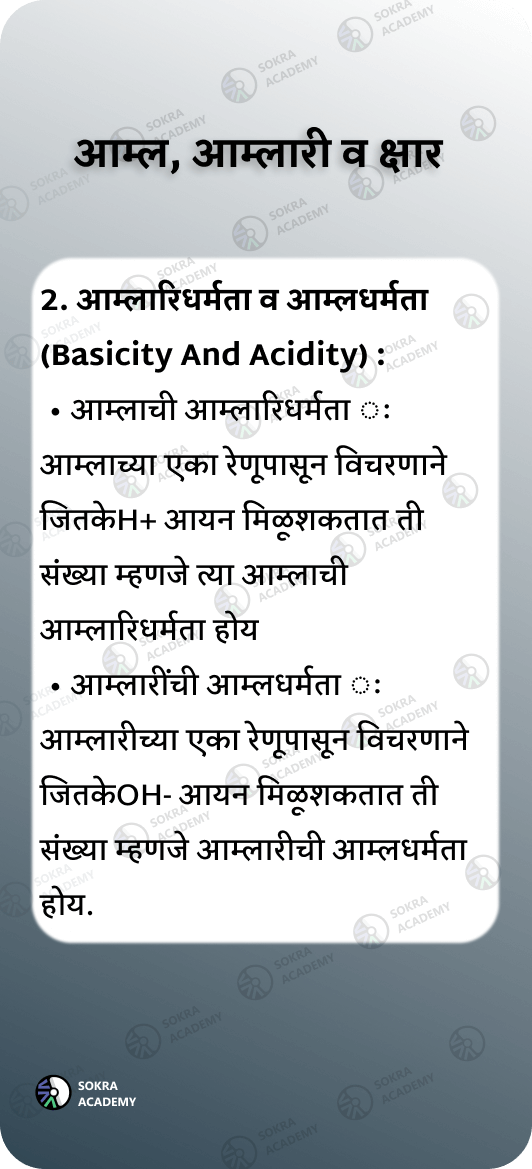 आम्ल, आम्लारी व क्षार
2. आम्लारिधर्मता व आम्लधर्मता
(Basicity And Acidity) :
• आम्लाची आम्लारिधर्मता ः
आम्लाच्या एका रेणूपासून विचरणाने
जितकेH+ आयन मिळूशकतात ती
संख्या म्हणजे त्या आम्लाची
आम्लारिधर्मता होय
• आम्लारींची आम्लधर्मता ः
आम्लारीच्या एका रेणूपासून विचरणाने
जितकेOH- आयन मिळूशकतात ती
संख्या म्हणजे आम्लारीची आम्लधर्मता
होय.
SOKRA
ACADEMY